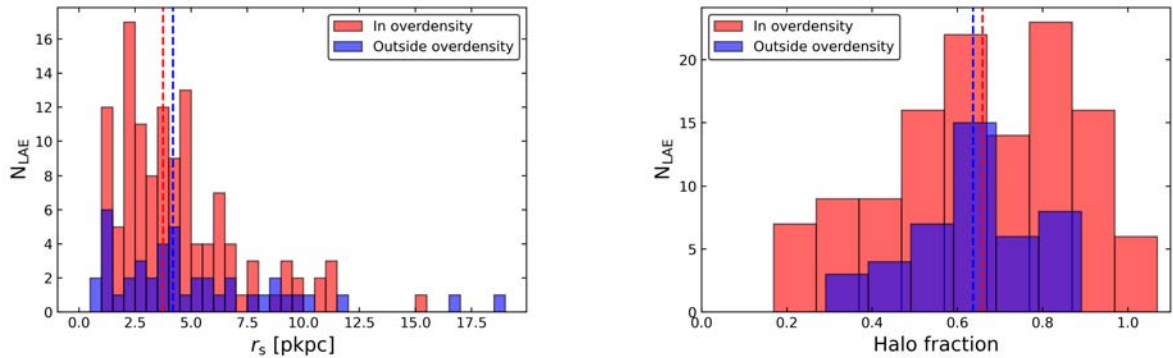 In overdensity
Outside overdensity
16
14
12
10
8
6
4
2
0
N_LAE
0.0 2.5 5.0 7.5 10.0 12.5 15.0 17.5
r_s [pkpc]
In overdensity
Outside overdensity
20
15
10
5
0
N_LAE
0.0 0.2 0.4 0.6 0.8 1.0
Halo fraction